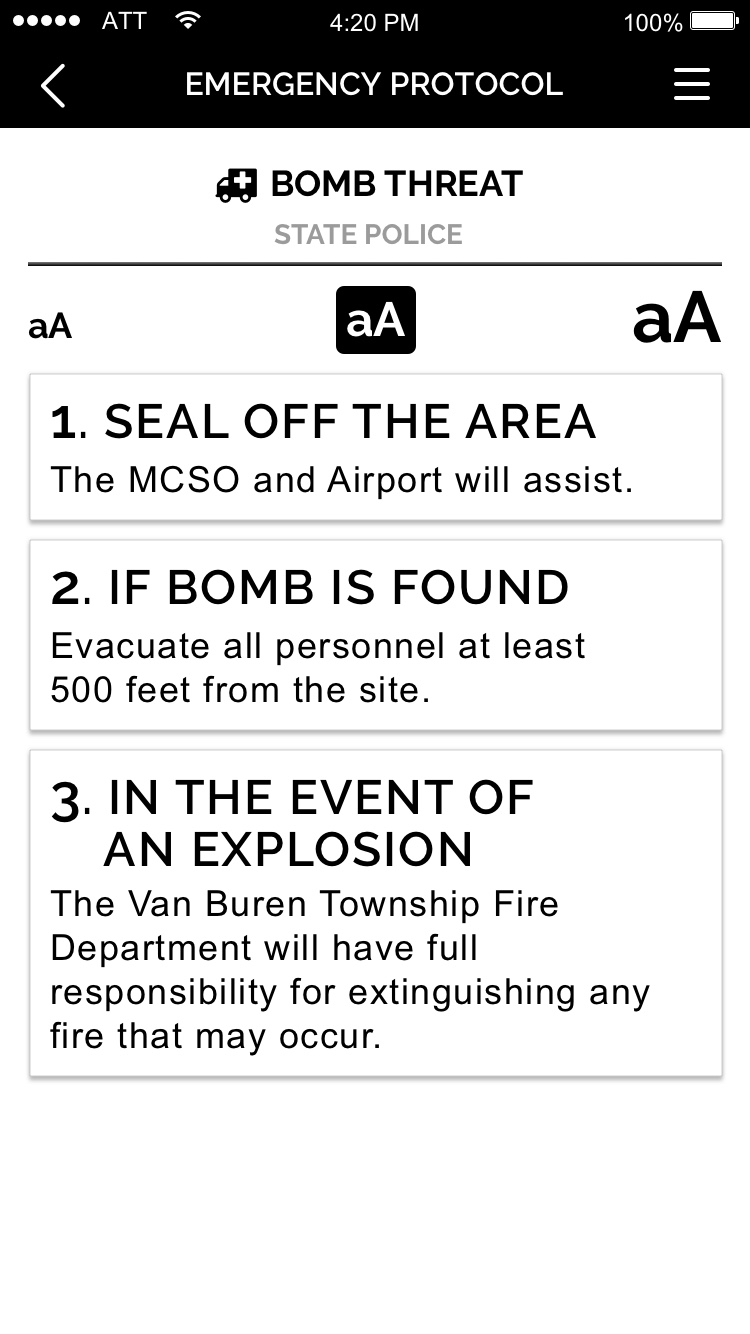 ATT 4:20 PM 100%
EMERGENCY PROTOCOL
BOMB THREAT
STATE POLICE
aA aA aA
1. SEAL OFF THE AREA
The MCSO and Airport will assist.
2. IF BOMB IS FOUND
Evacuate all personnel at least
500 feet from the site.
3. IN THE EVENT OF
AN EXPLOSION
The Van Buren Township Fire
Department will have full
responsibility for extinguishing any
fire that may occur.